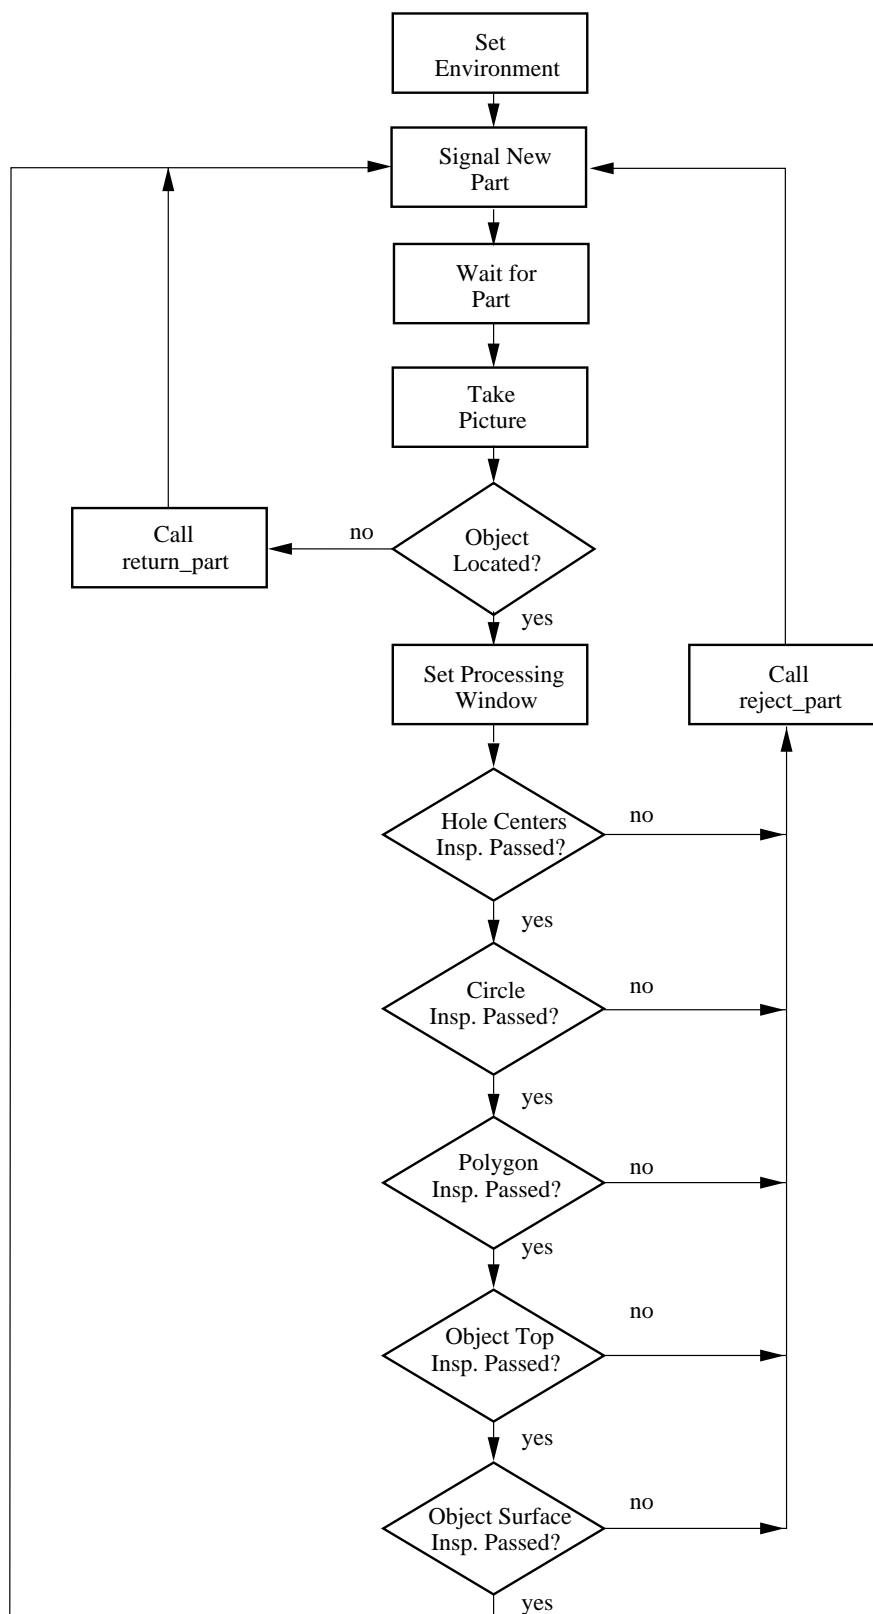 Set
Environment
Signal New
Part
Wait for
Part
Take
Picture
Call
return_part
no
Object
Located?
yes
Set Processing
Window
Call
reject_part
Hole Centers
Insp. Passed?
no
yes
Circle
Insp. Passed?
no
yes
Polygon
Insp. Passed?
no
yes
Object Top
Insp. Passed?
no
yes
Object Surface
Insp. Passed?
no
yes